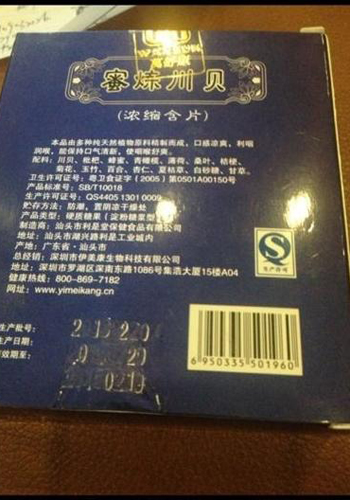 蜜炼川贝
(浓缩含片)
本品由多种纯天然植物原料精制而成，口感凉爽，利咽
润喉，能保持口气清新、使咽喉舒爽。
配料：川贝、枇杷、蜂蜜、青橄榄、薄荷、桑叶、桔梗、
菊花、玉竹、百合、杏仁、夏枯草、白砂糖、甘草。
卫生许可证号：粤卫食证字（2005）第0501A00150号
产品标准号：SB/T10018
生产许可证号：QS4405 1301 0009
贮存方法：防潮、置阴凉干燥处
产品类型：硬质糖果（淀粉糖浆型
制造商：汕头市利是堂保健食品有限公司
地址：汕头市潮兴路利是工业城内
产地：广东省·汕头市
总经销：深圳市伊美康生物科技有限公司
地址：深圳市罗湖区深南东路1086号集浩大厦15楼A04
健康热线：800-869-7182
网址：www.yimeikang.cn
QS
生产许可
生产批号：
生产日期：
有效期至：
6 950335 501960